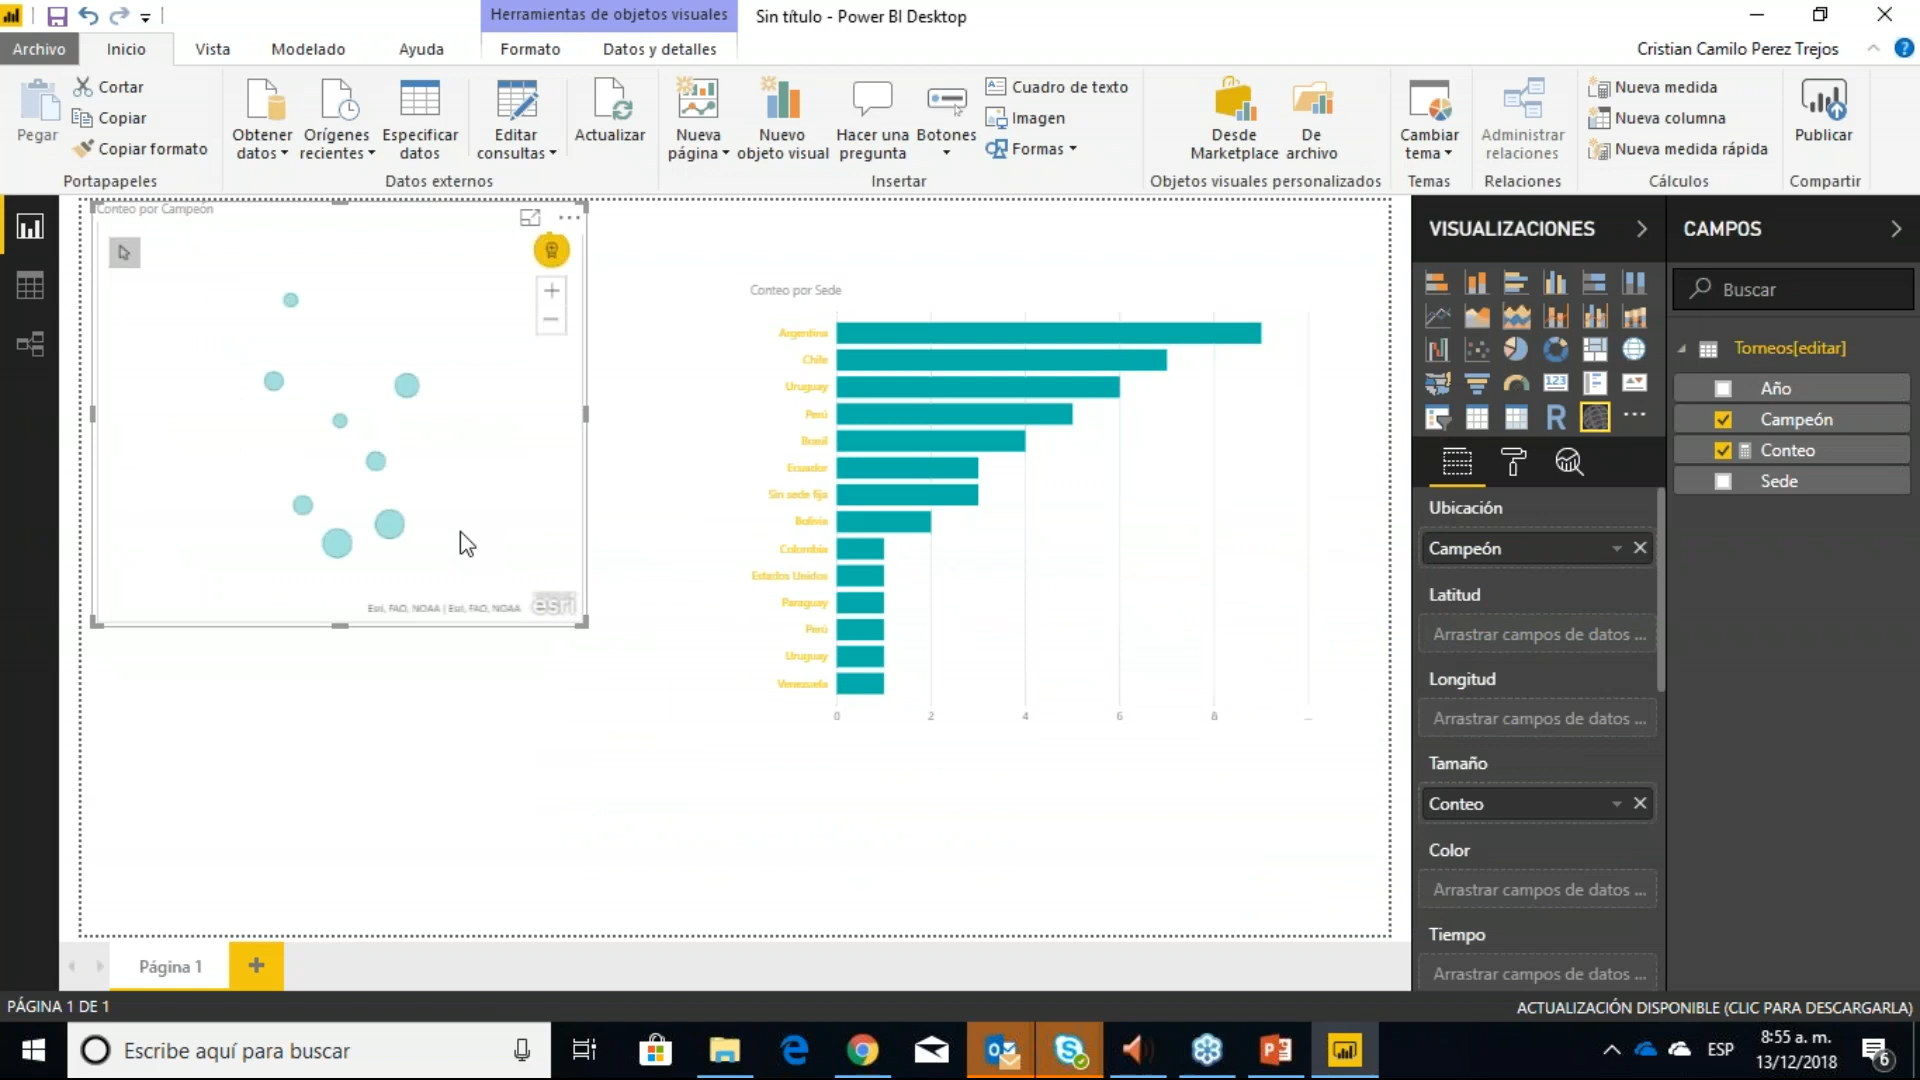 Herramientas de objetos visuales
Sin título - Power BI Desktop
Archivo
Inicio
Vista
Modelado
Ayuda
Formato
Datos y detalles
Cristian Camilo Perez Trejos
Pegar
Cortar
Copiar
Copiar formato
Portapapeles
Obtener
datos
Orígenes
recientes
Especificar
datos
Editar
consultas
Actualizar
Datos externos
Nueva
página
Nuevo
objeto visual
Hacer una
pregunta
Botones
Cuadro de texto
Imagen
Formas
Insertar
Desde
Marketplace
De
archivo
Objetos visuales personalizados
Cambiar
tema
Temas
Administrar
relaciones
Relaciones
Nueva medida
Nueva columna
Nueva medida rápida
Cálculos
Publicar
Compartir
Conteo por Campeón
Esri, FAO, NOAA | Esri, FAO, NOAA
esri
Conteo por Sede
Argentina
Chile
Uruguay
Perú
Brasil
Ecuador
Sin sede fija
Bolivia
Colombia
Estados Unidos
Paraguay
Perú
Uruguay
Venezuela
0 2 4 6 8
VISUALIZACIONES
123
R
Ubicación
Campeón
Latitud
Arrastrar campos de datos ...
Longitud
Arrastrar campos de datos ...
Tamaño
Conteo
Color
Arrastrar campos de datos ...
Tiempo
Arrastrar campos de datos ...
CAMPOS
Buscar
Torneos[editar]
Año
Campeón
Conteo
Sede
Página 1
PÁGINA 1 DE 1
ACTUALIZACIÓN DISPONIBLE (CLIC PARA DESCARGARLA)
Escribe aquí para buscar
ESP
8:55 a. m.
13/12/2018
6